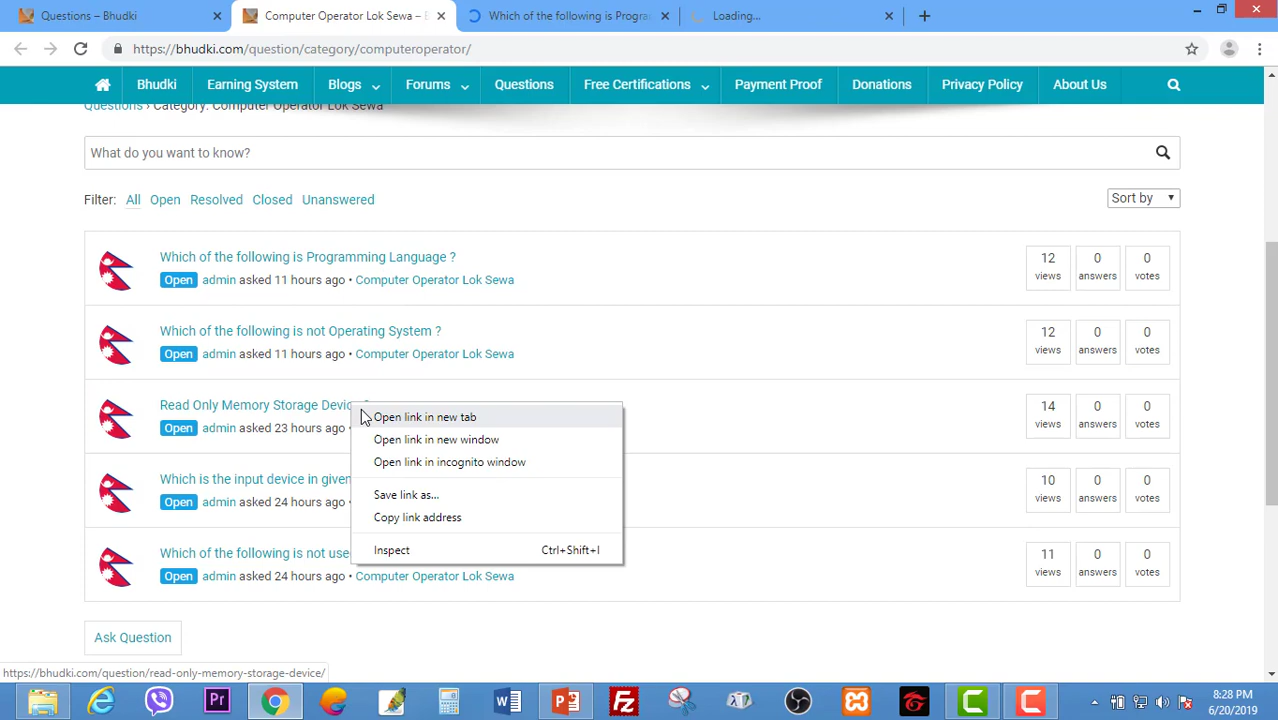 Questions – Bhudki
Computer Operator Lok Sewa – B
Which of the following is Progra
Loading...
https://bhudki.com/question/category/computeroperator/
Bhudki Earning System Blogs Forums Questions Free Certifications Payment Proof Donations Privacy Policy About Us
Questions › Category: Computer Operator Lok Sewa
What do you want to know?
Filter: All Open Resolved Closed Unanswered
Sort by
Which of the following is Programming Language ?
Open admin asked 11 hours ago • Computer Operator Lok Sewa
12 views 0 answers 0 votes
Which of the following is not Operating System ?
Open admin asked 11 hours ago • Computer Operator Lok Sewa
12 views 0 answers 0 votes
Read Only Memory Storage Devic
Open admin asked 23 hours ago
14 views 0 answers 0 votes
Which is the input device in given
Open admin asked 24 hours ago
10 views 0 answers 0 votes
Which of the following is not use
Open admin asked 24 hours ago • Computer Operator Lok Sewa
11 views 0 answers 0 votes
Open link in new tab
Open link in new window
Open link in incognito window
Save link as...
Copy link address
Inspect Ctrl+Shift+I
Ask Question
https://bhudki.com/question/read-only-memory-storage-device/
Pr
8:28 PM
6/20/2019